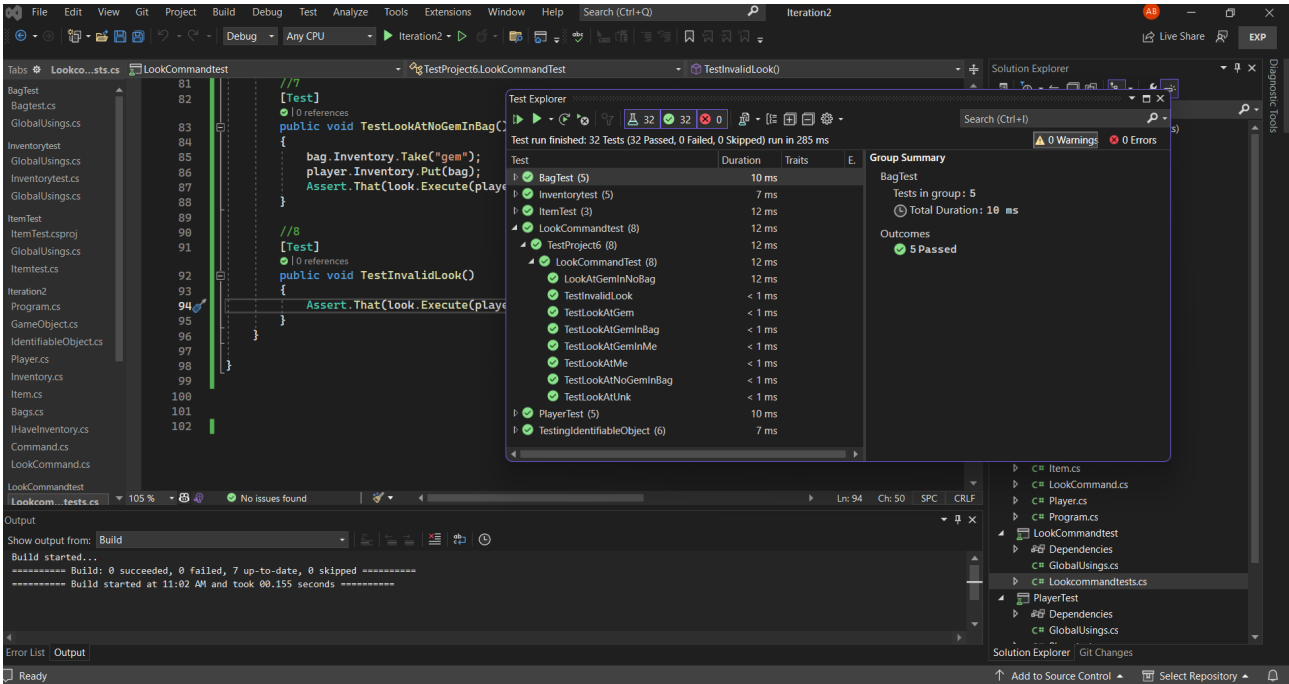 File Edit View Git Project Build Debug Test Analyze Tools Extensions Window Help Search (Ctrl+Q) Iteration2 AB
Debug Any CPU Iteration2 Live Share EXP
Tabs Lookco...sts.cs LookCommandtest TestProject6.LookCommandTest TestInvalidLook()
BagTest
Bagtest.cs
GlobalUsings.cs
Inventorytest
GlobalUsings.cs
Inventorytest.cs
GlobalUsings.cs
ItemTest
ItemTest.csproj
GlobalUsings.cs
Itemtest.cs
Iteration2
Program.cs
GameObject.cs
IdentifiableObject.cs
Player.cs
Inventory.cs
Item.cs
Bags.cs
IHaveInventory.cs
Command.cs
LookCommand.cs
LookCommandtest
Lookcom...tests.cs
81 //7
82 [Test]
0 references
83 public void TestLookAtNoGemInBag()
84 {
85 bag.Inventory.Take("gem");
86 player.Inventory.Put(bag);
87 Assert.That(look.Execute(playe
88 }
89
90 //8
91 [Test]
0 references
92 public void TestInvalidLook()
93 {
94 Assert.That(look.Execute(playe
95 }
96 }
97
98 }
99
100
101
102
105 % No issues found Ln: 94 Ch: 50 SPC CRLF
Test Explorer
32 32 0 Search (Ctrl+I)
Test run finished: 32 Tests (32 Passed, 0 Failed, 0 Skipped) run in 285 ms 0 Warnings 0 Errors
Test Duration Traits E.
BagTest (5) 10 ms
Inventorytest (5) 7 ms
ItemTest (3) 12 ms
LookCommandtest (8) 12 ms
TestProject6 (8) 12 ms
LookCommandTest (8) 12 ms
LookAtGemInNoBag 12 ms
TestInvalidLook < 1 ms
TestLookAtGem < 1 ms
TestLookAtGemInBag < 1 ms
TestLookAtGemInMe < 1 ms
TestLookAtMe < 1 ms
TestLookAtNoGemInBag < 1 ms
TestLookAtUnk < 1 ms
PlayerTest (5) 10 ms
TestingIdentifiableObject (6) 7 ms
Group Summary
BagTest
Tests in group: 5
Total Duration: 10 ms
Outcomes
5 Passed
Solution Explorer
s)
C# Item.cs
C# LookCommand.cs
C# Player.cs
C# Program.cs
LookCommandtest
Dependencies
C# GlobalUsings.cs
C# Lookcommandtests.cs
PlayerTest
Dependencies
C# GlobalUsings.cs
Solution Explorer Git Changes
Diagnostic Tools
Output
Show output from: Build
Build started...
========== Build: 0 succeeded, 0 failed, 7 up-to-date, 0 skipped ==========
========== Build started at 11:02 AM and took 00.155 seconds ==========
Error List Output
Ready Add to Source Control Select Repository